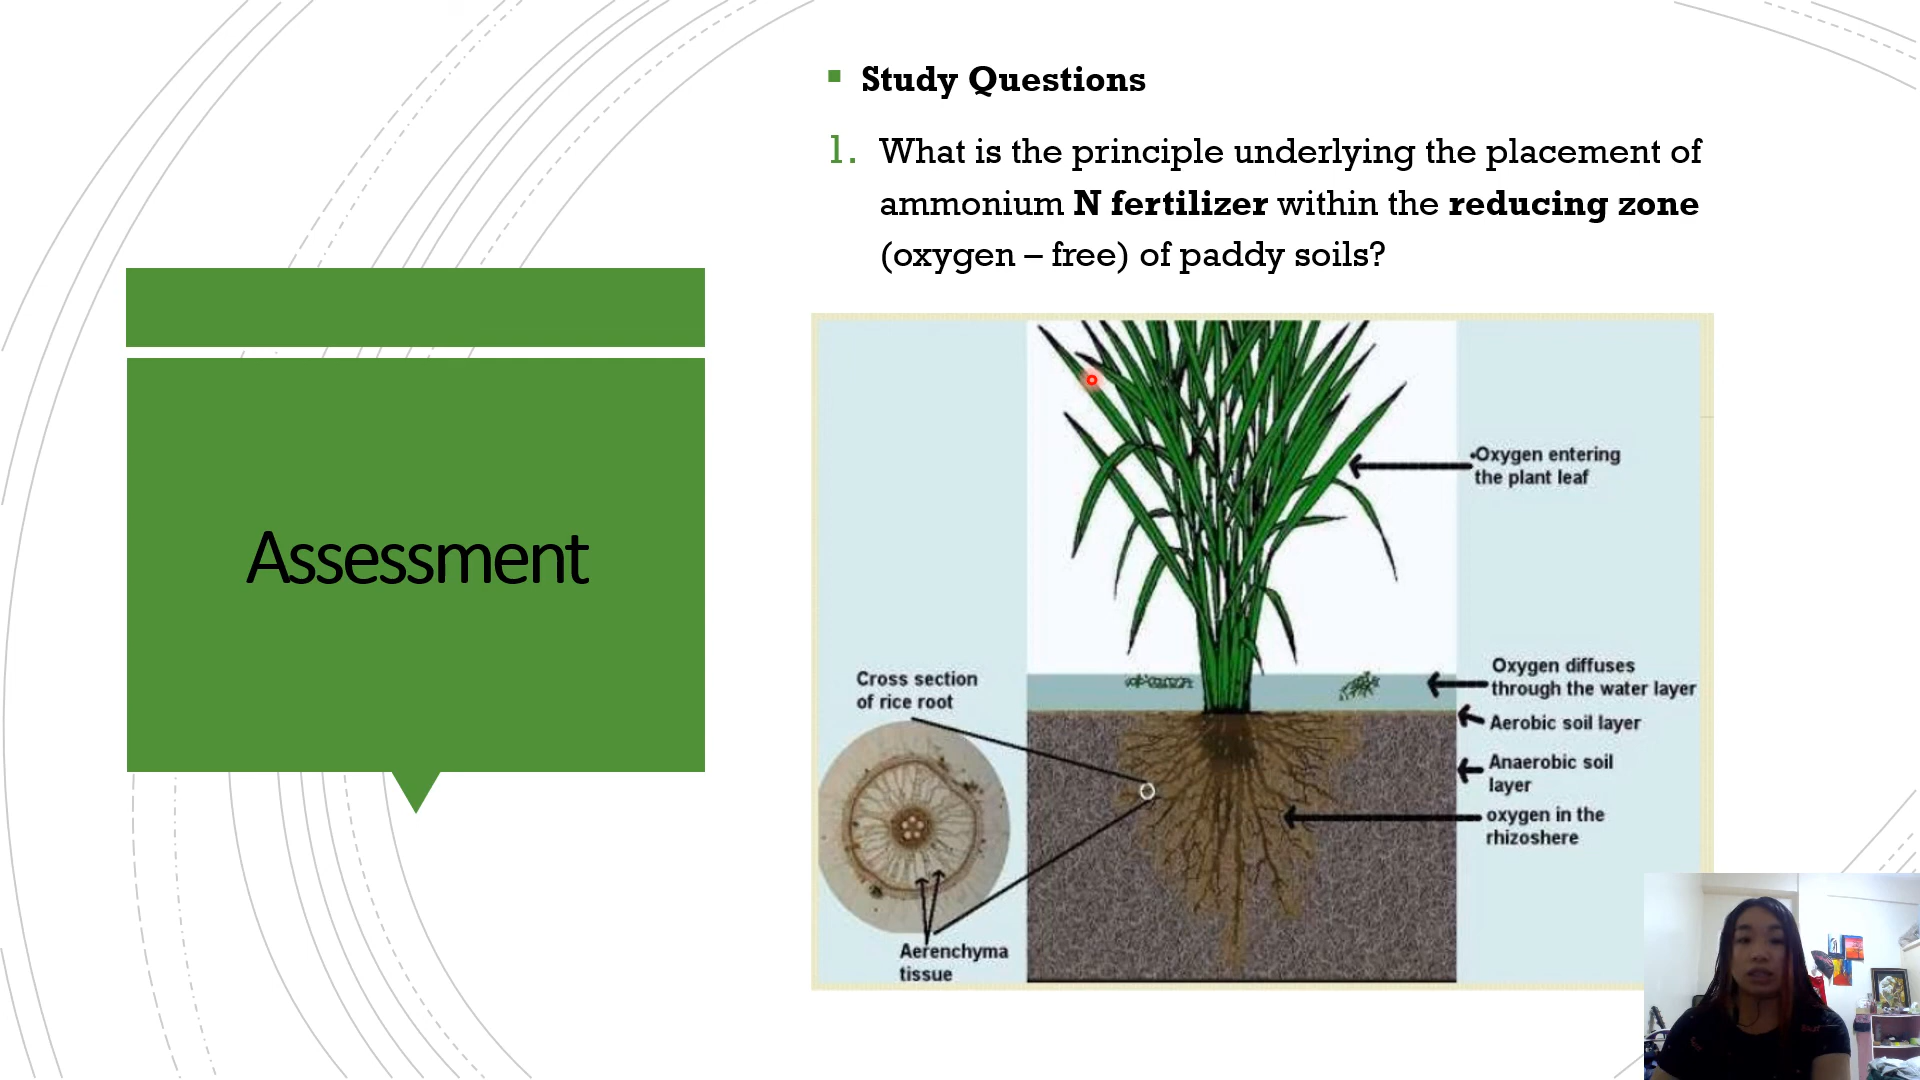 Assessment
Study Questions
1. What is the principle underlying the placement of
ammonium N fertilizer within the reducing zone
(oxygen – free) of paddy soils?
•Oxygen entering
the plant leaf
Cross section
of rice root
Oxygen diffuses
through the water layer
Aerobic soil layer
Anaerobic soil
layer
oxygen in the
rhizoshere
Aerenchyma
tissue